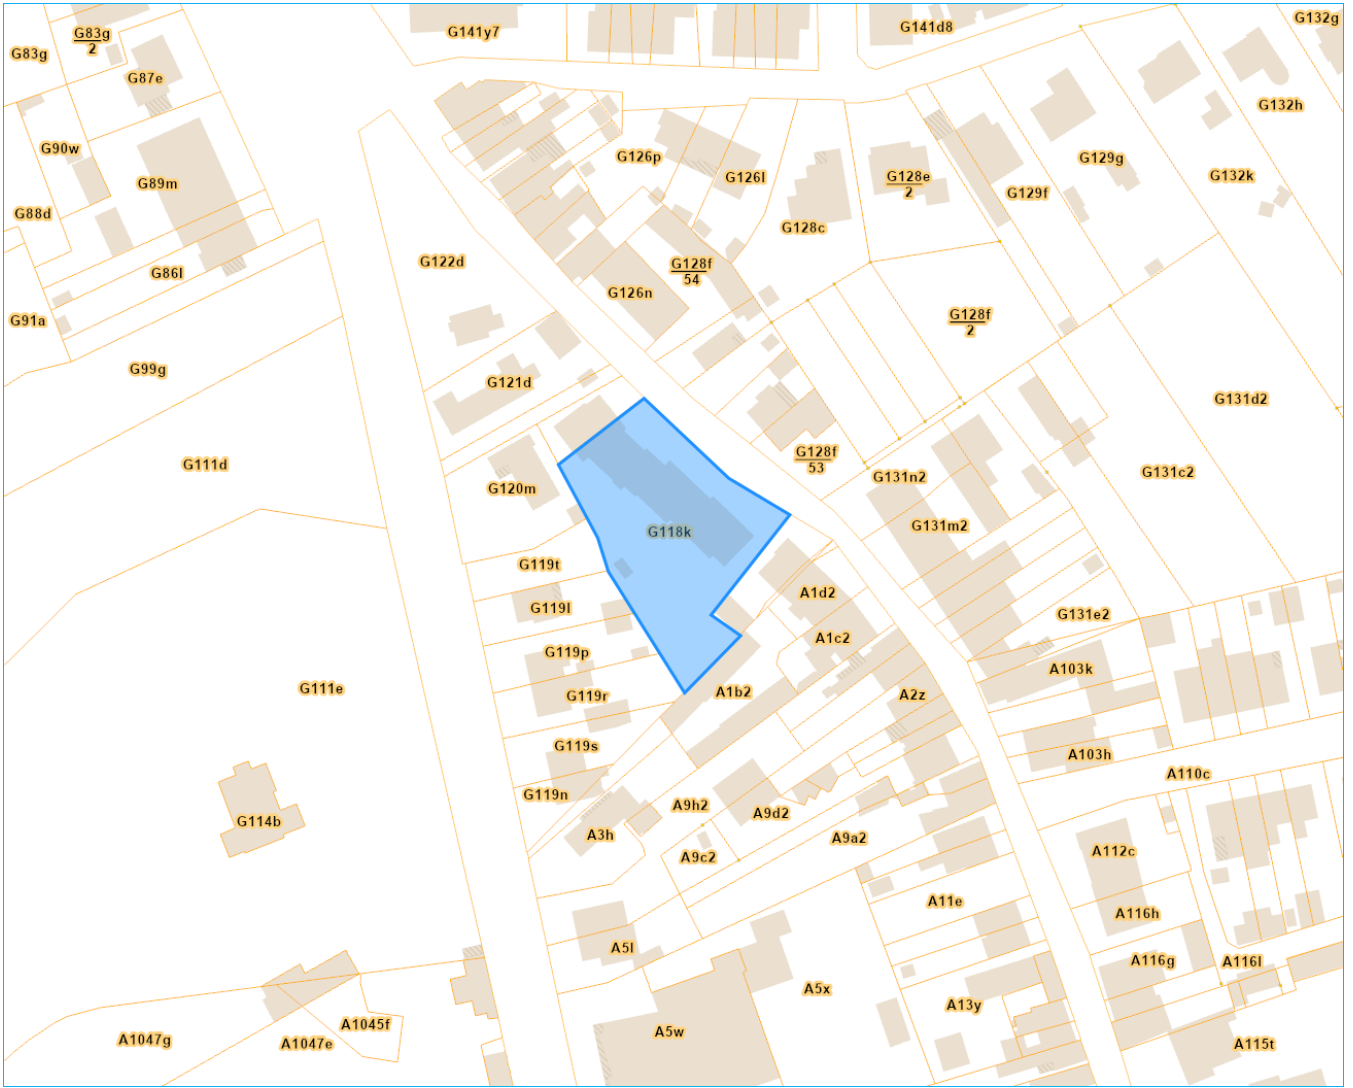 G83g
G83g
2
G141y7
G141d8
G132g
G87e
G132h
G90w
G89m
G126p
G126l
G128e
2
G129g
G129f
G132k
G88d
G128c
G122d
G86l
G128f
54
G126n
G91a
G128f
2
G99g
G121d
G131d2
G111d
G128f
53
G131n2
G131c2
G120m
G118k
G131m2
G119t
A1d2
G119l
G131e2
A1c2
G119p
A103k
G111e
G119r
A1b2
A2z
G119s
A103h
A110c
G119n
A9h2
A9d2
G114b
A3h
A9a2
A9c2
A112c
A11e
A116h
A5l
A116g
A116l
A5x
A13y
A1045f
A5w
A1047g
A1047e
A115t